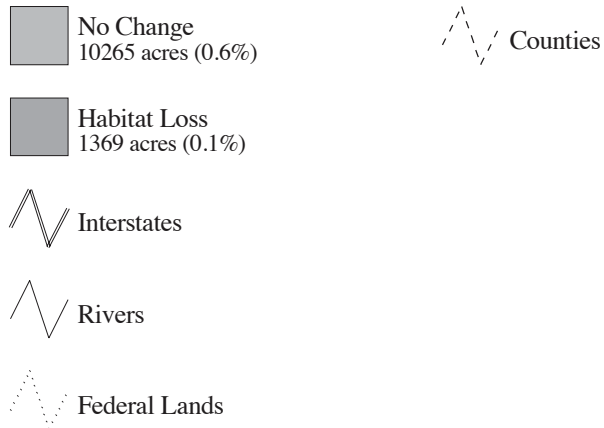 No Change
10265 acres (0.6%)
Habitat Loss
1369 acres (0.1%)
Interstates
Rivers
Federal Lands
Counties